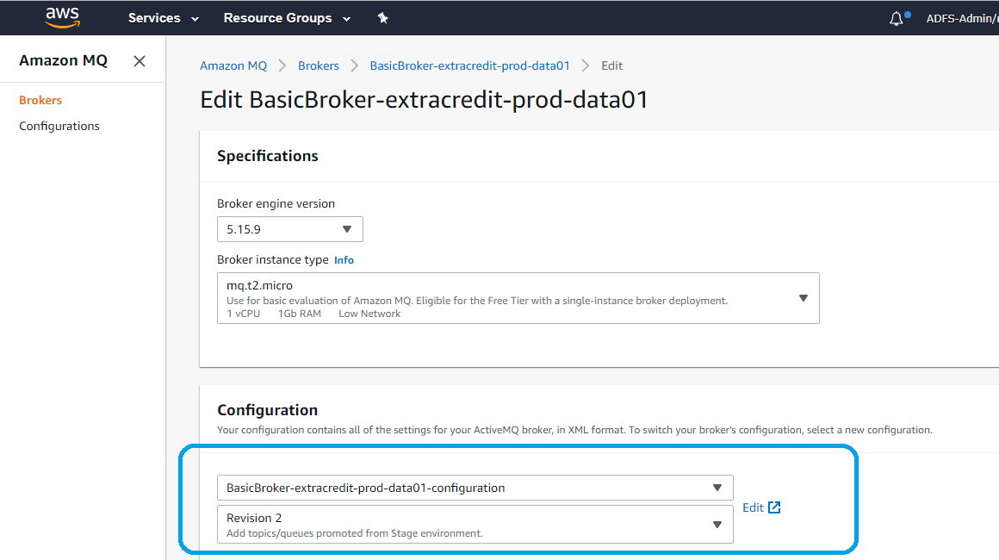 aws Services Resource Groups ADFS-Admin/
Amazon MQ
Brokers
Configurations
Amazon MQ Brokers BasicBroker-extracredit-prod-data01 Edit
Edit BasicBroker-extracredit-prod-data01
Specifications
Broker engine version
5.15.9
Broker instance type Info
mq.t2.micro
Use for basic evaluation of Amazon MQ. Eligible for the Free Tier with a single-instance broker deployment.
1 vCPU 1Gb RAM Low Network
Configuration
Your configuration contains all of the settings for your ActiveMQ broker, in XML format. To switch your broker's configuration, select a new configuration.
BasicBroker-extracredit-prod-data01-configuration
Edit
Revision 2
Add topics/queues promoted from Stage environment.